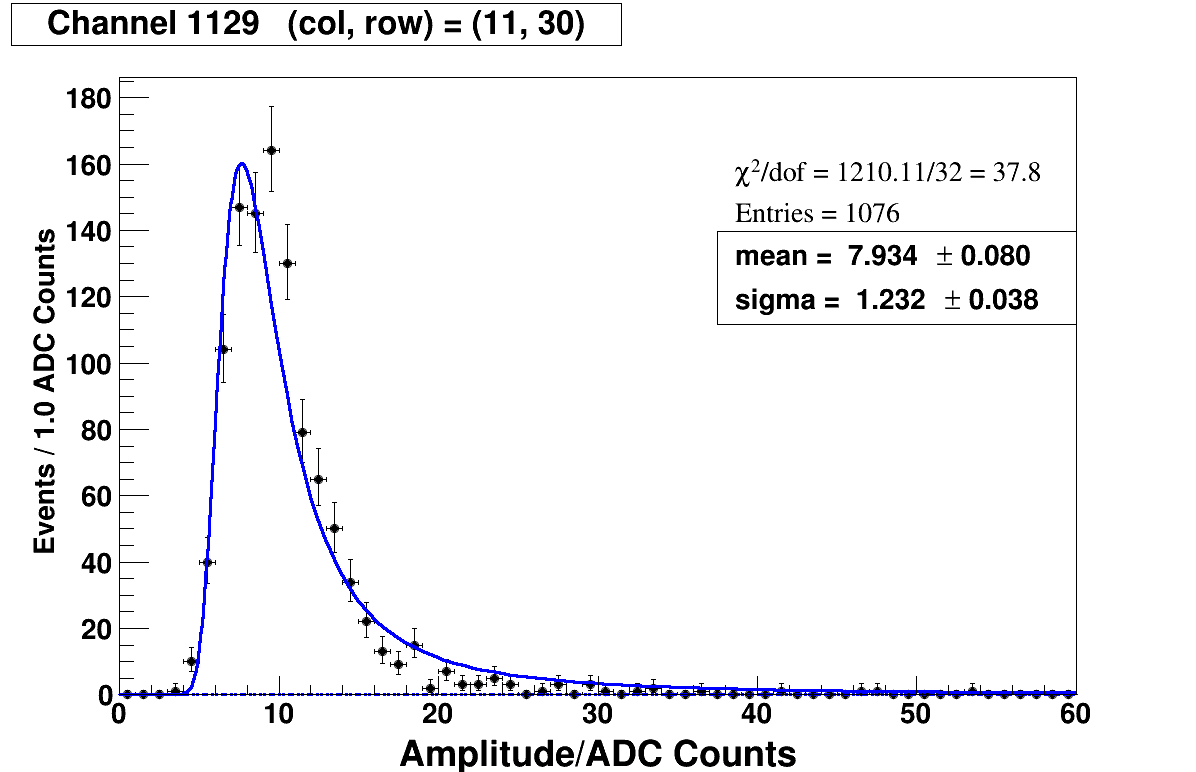 Channel 1129 (col, row) = (11, 30)
180
160
140
120
100
80
60
40
20
0
Events / 1.0 ADC Counts
χ²/dof = 1210.11/32 = 37.8
Entries = 1076
mean = 7.934 ± 0.080
sigma = 1.232 ± 0.038
0 10 20 30 40 50 60
Amplitude/ADC Counts